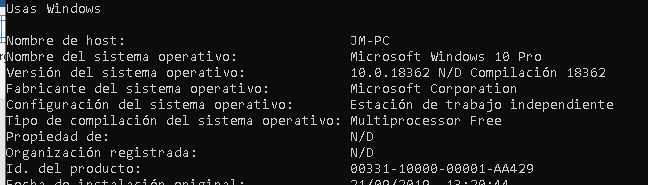 Usas Windows
Nombre de host: JM-PC
Nombre del sistema operativo: Microsoft Windows 10 Pro
Versión del sistema operativo: 10.0.18362 N/D Compilación 18362
Fabricante del sistema operativo: Microsoft Corporation
Configuración del sistema operativo: Estación de trabajo independiente
Tipo de compilación del sistema operativo: Multiprocessor Free
Propiedad de: N/D
Organización registrada: N/D
Id. del producto: 00331-10000-00001-AA429
Fecha de instalación original: 21/09/2019, 13:20:44